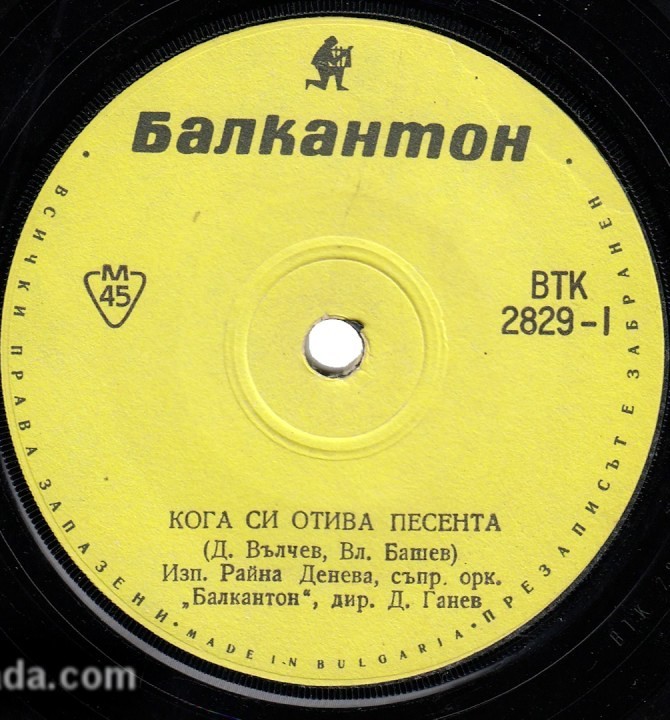 Балкантон
М
45
ВТК
2829-I
КОГА СИ ОТИВА ПЕСЕНТА
(Д. Вълчев, Вл. Башев)
Изп. Райна Денева, съпр. орк.
„Балкантон“, дир. Д. Ганев
ВСИЧКИ ПРАВА ЗАПАЗЕНИ • MADE IN BULGARIA • ПРЕЗАПИСЪТ Е ЗАБРАНЕН
da.com